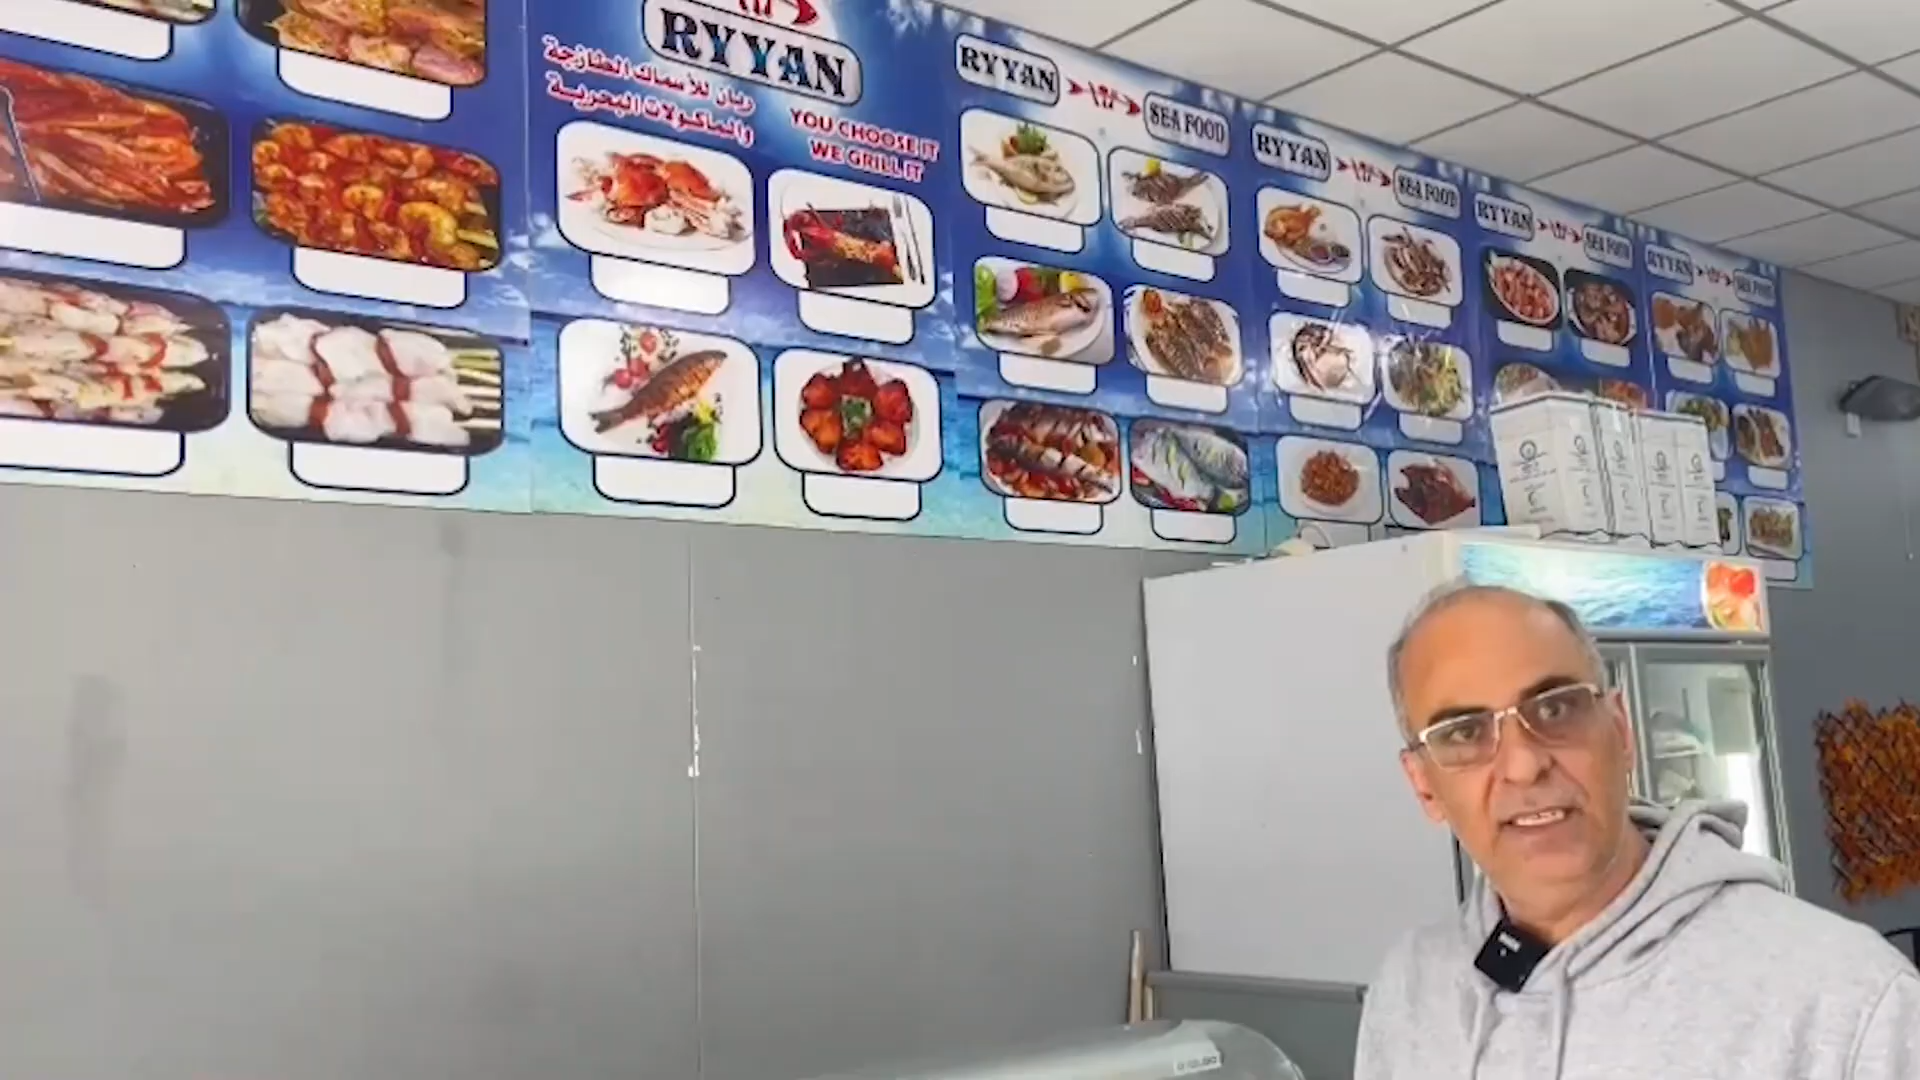 RYYAN
ريان للأسماك الطازجة
والماكولات البحرية
YOU CHOOSE IT
WE GRILL IT
RYYAN
SEA FOOD
RYYAN
SEA FOOD
RYYAN
SEA FOOD
RYYAN
SEA FOOD